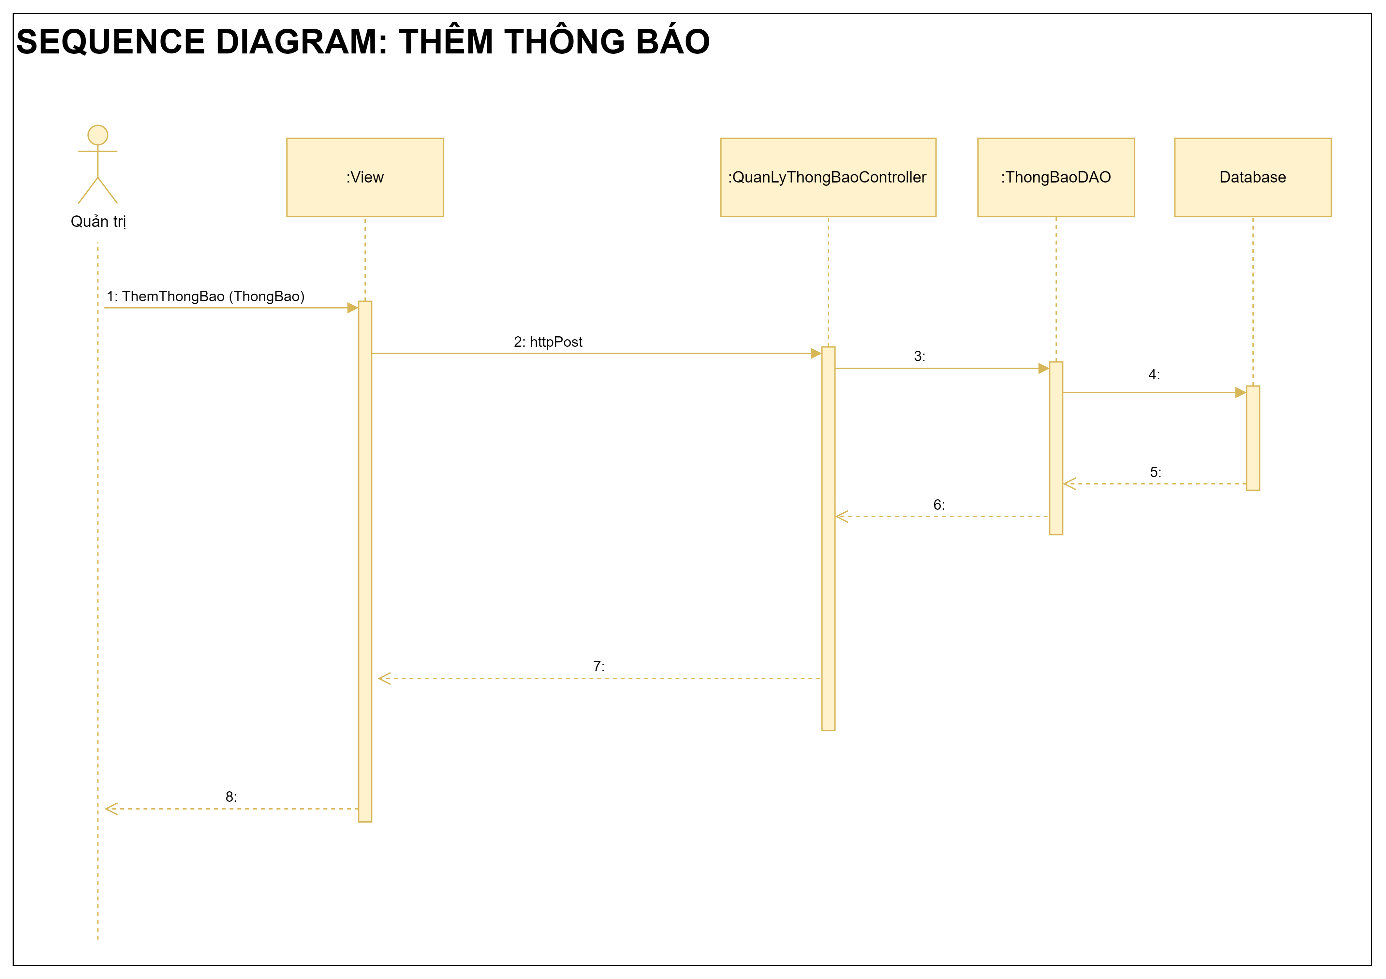 SEQUENCE DIAGRAM: THÊM THÔNG BÁO
Quản trị
:View
:QuanLyThongBaoController
:ThongBaoDAO
Database
1: ThemThongBao (ThongBao)
2: httpPost
3:
4:
5:
6:
7:
8: